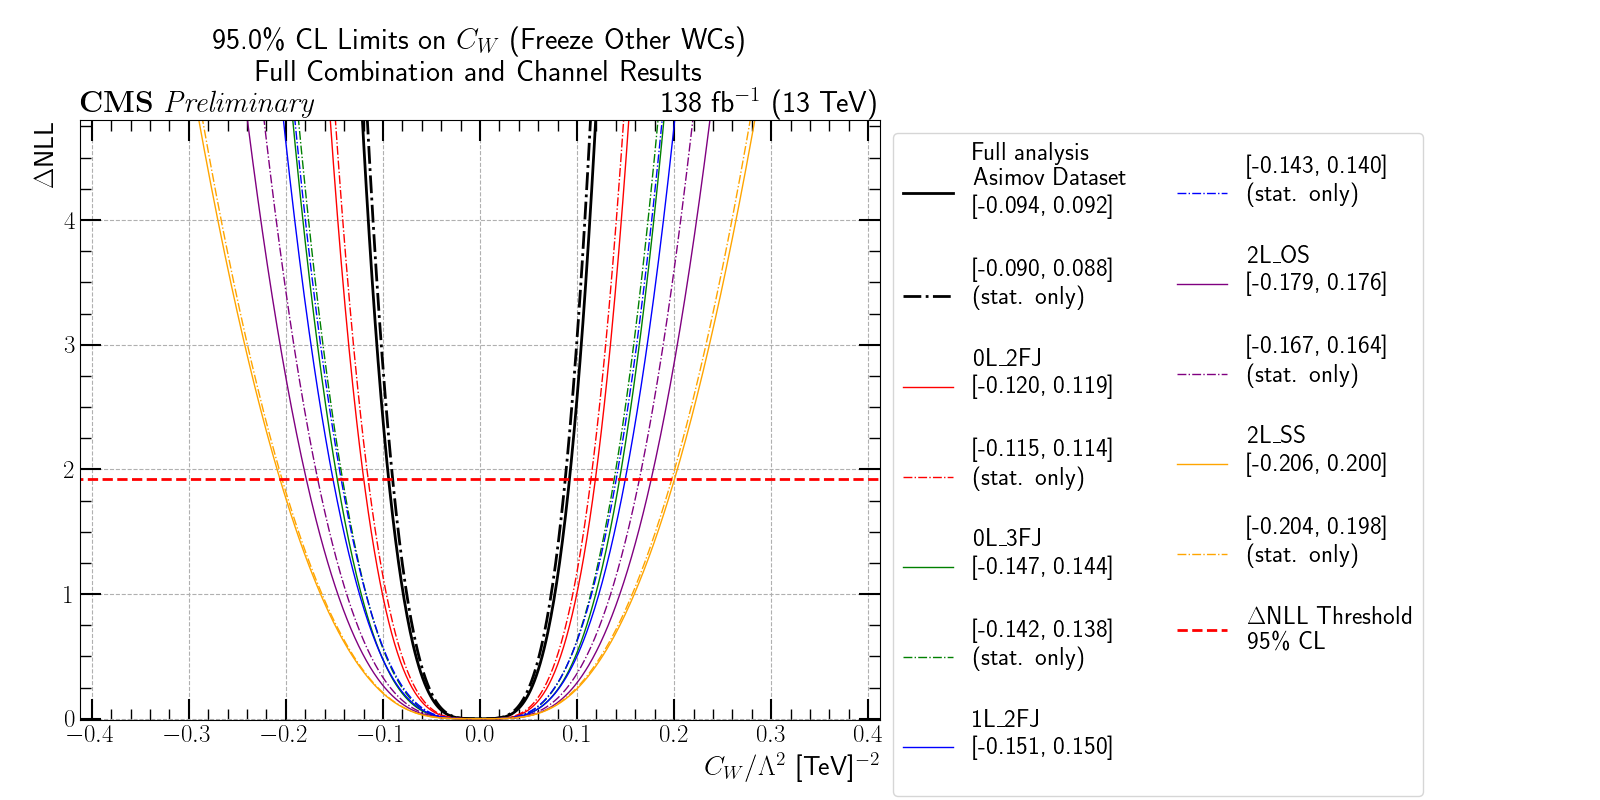 95.0% CL Limits on C_W (Freeze Other WCs)
Full Combination and Channel Results
CMS Preliminary
138 fb⁻¹ (13 TeV)
ΔNLL
4
3
2
1
0
−0.4
−0.3
−0.2
−0.1
0.0
0.1
0.2
0.3
0.4
C_W/Λ² [TeV]⁻²
Full analysis
Asimov Dataset
[-0.094, 0.092]
[-0.090, 0.088]
(stat. only)
0L_2FJ
[-0.120, 0.119]
[-0.115, 0.114]
(stat. only)
0L_3FJ
[-0.147, 0.144]
[-0.142, 0.138]
(stat. only)
1L_2FJ
[-0.151, 0.150]
[-0.143, 0.140]
(stat. only)
2L_OS
[-0.179, 0.176]
[-0.167, 0.164]
(stat. only)
2L_SS
[-0.206, 0.200]
[-0.204, 0.198]
(stat. only)
ΔNLL Threshold
95% CL